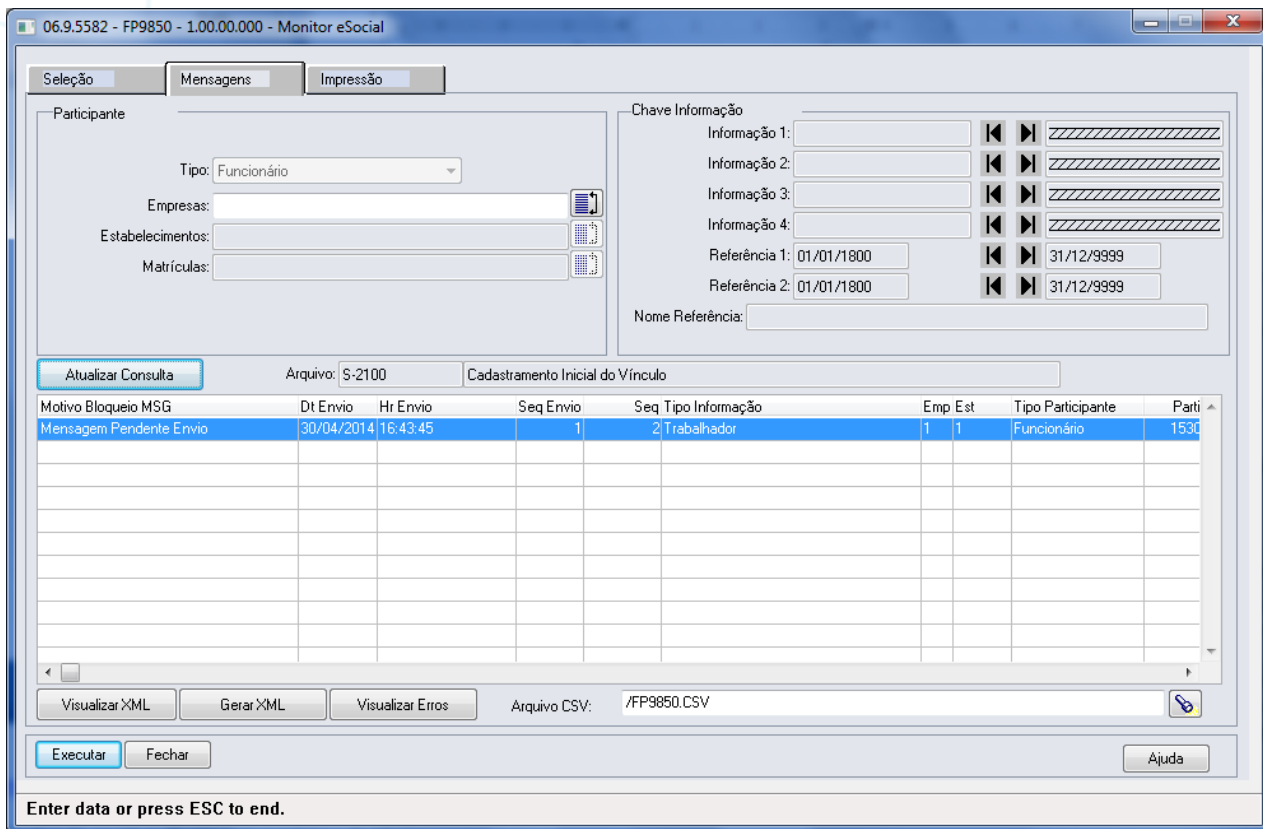 06.9.5582 - FP9850 - 1.00.00.000 - Monitor eSocial
Seleção Mensagens Impressão
Participante
Tipo: Funcionário
Empresas:
Estabelecimentos:
Matrículas:
Chave Informação
Informação 1:
Informação 2:
Informação 3:
Informação 4:
Referência 1: 01/01/1800 31/12/9999
Referência 2: 01/01/1800 31/12/9999
Nome Referência:
Atualizar Consulta Arquivo: S-2100 Cadastramento Inicial do Vínculo
Motivo Bloqueio MSG Dt Envio Hr Envio Seq Envio Seq Tipo Informação Emp Est Tipo Participante Parti
Mensagem Pendente Envio 30/04/2014 16:43:45 1 2 Trabalhador 1 1 Funcionário 1530
Visualizar XML Gerar XML Visualizar Erros Arquivo CSV: /FP9850.CSV
Executar Fechar Ajuda
Enter data or press ESC to end.